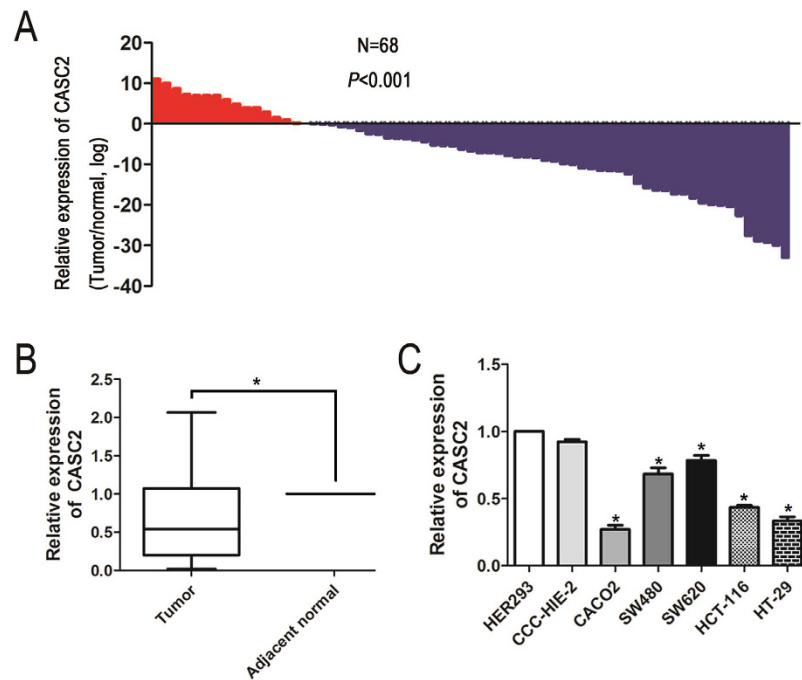 A
Relative expression of CASC2
(Tumor/normal, log)
20
10
0
-10
-20
-30
-40
N=68
P<0.001
B
Relative expression
of CASC2
2.5
2.0
1.5
1.0
0.5
0.0
*
Tumor
Adjacent normal
C
Relative expression
of CASC2
1.5
1.0
0.5
0.0
*
*
*
*
*
HER293
CCC-HIE-2
CACO2
SW480
SW620
HCT-116
HT-29